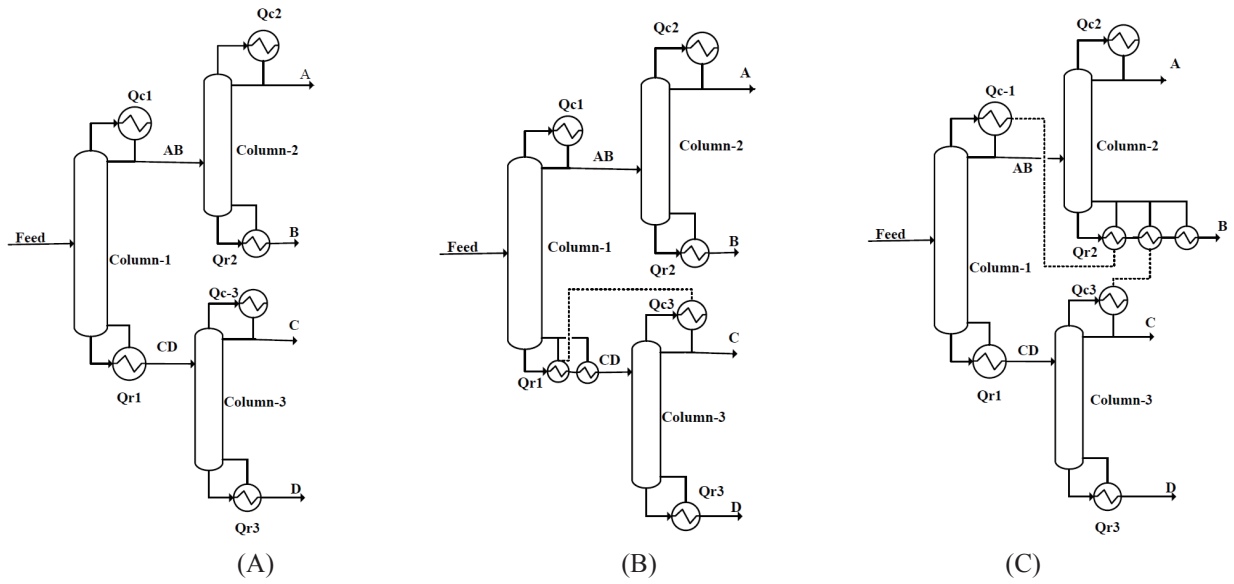 Qc2
A
Qc1
AB
Column-2
Feed
Column-1
Qr2
B
Qc-3
C
CD
Qr1
Column-3
D
Qr3
(A)
Qc2
A
Qc1
AB
Column-2
Feed
Column-1
Qr2
B
Qc3
C
CD
Qr1
Column-3
Qr3
D
(B)
Qc2
A
Qc-1
AB
Column-2
Feed
Column-1
Qr2
B
Qc3
C
CD
Qr1
Column-3
D
Qr3
(C)